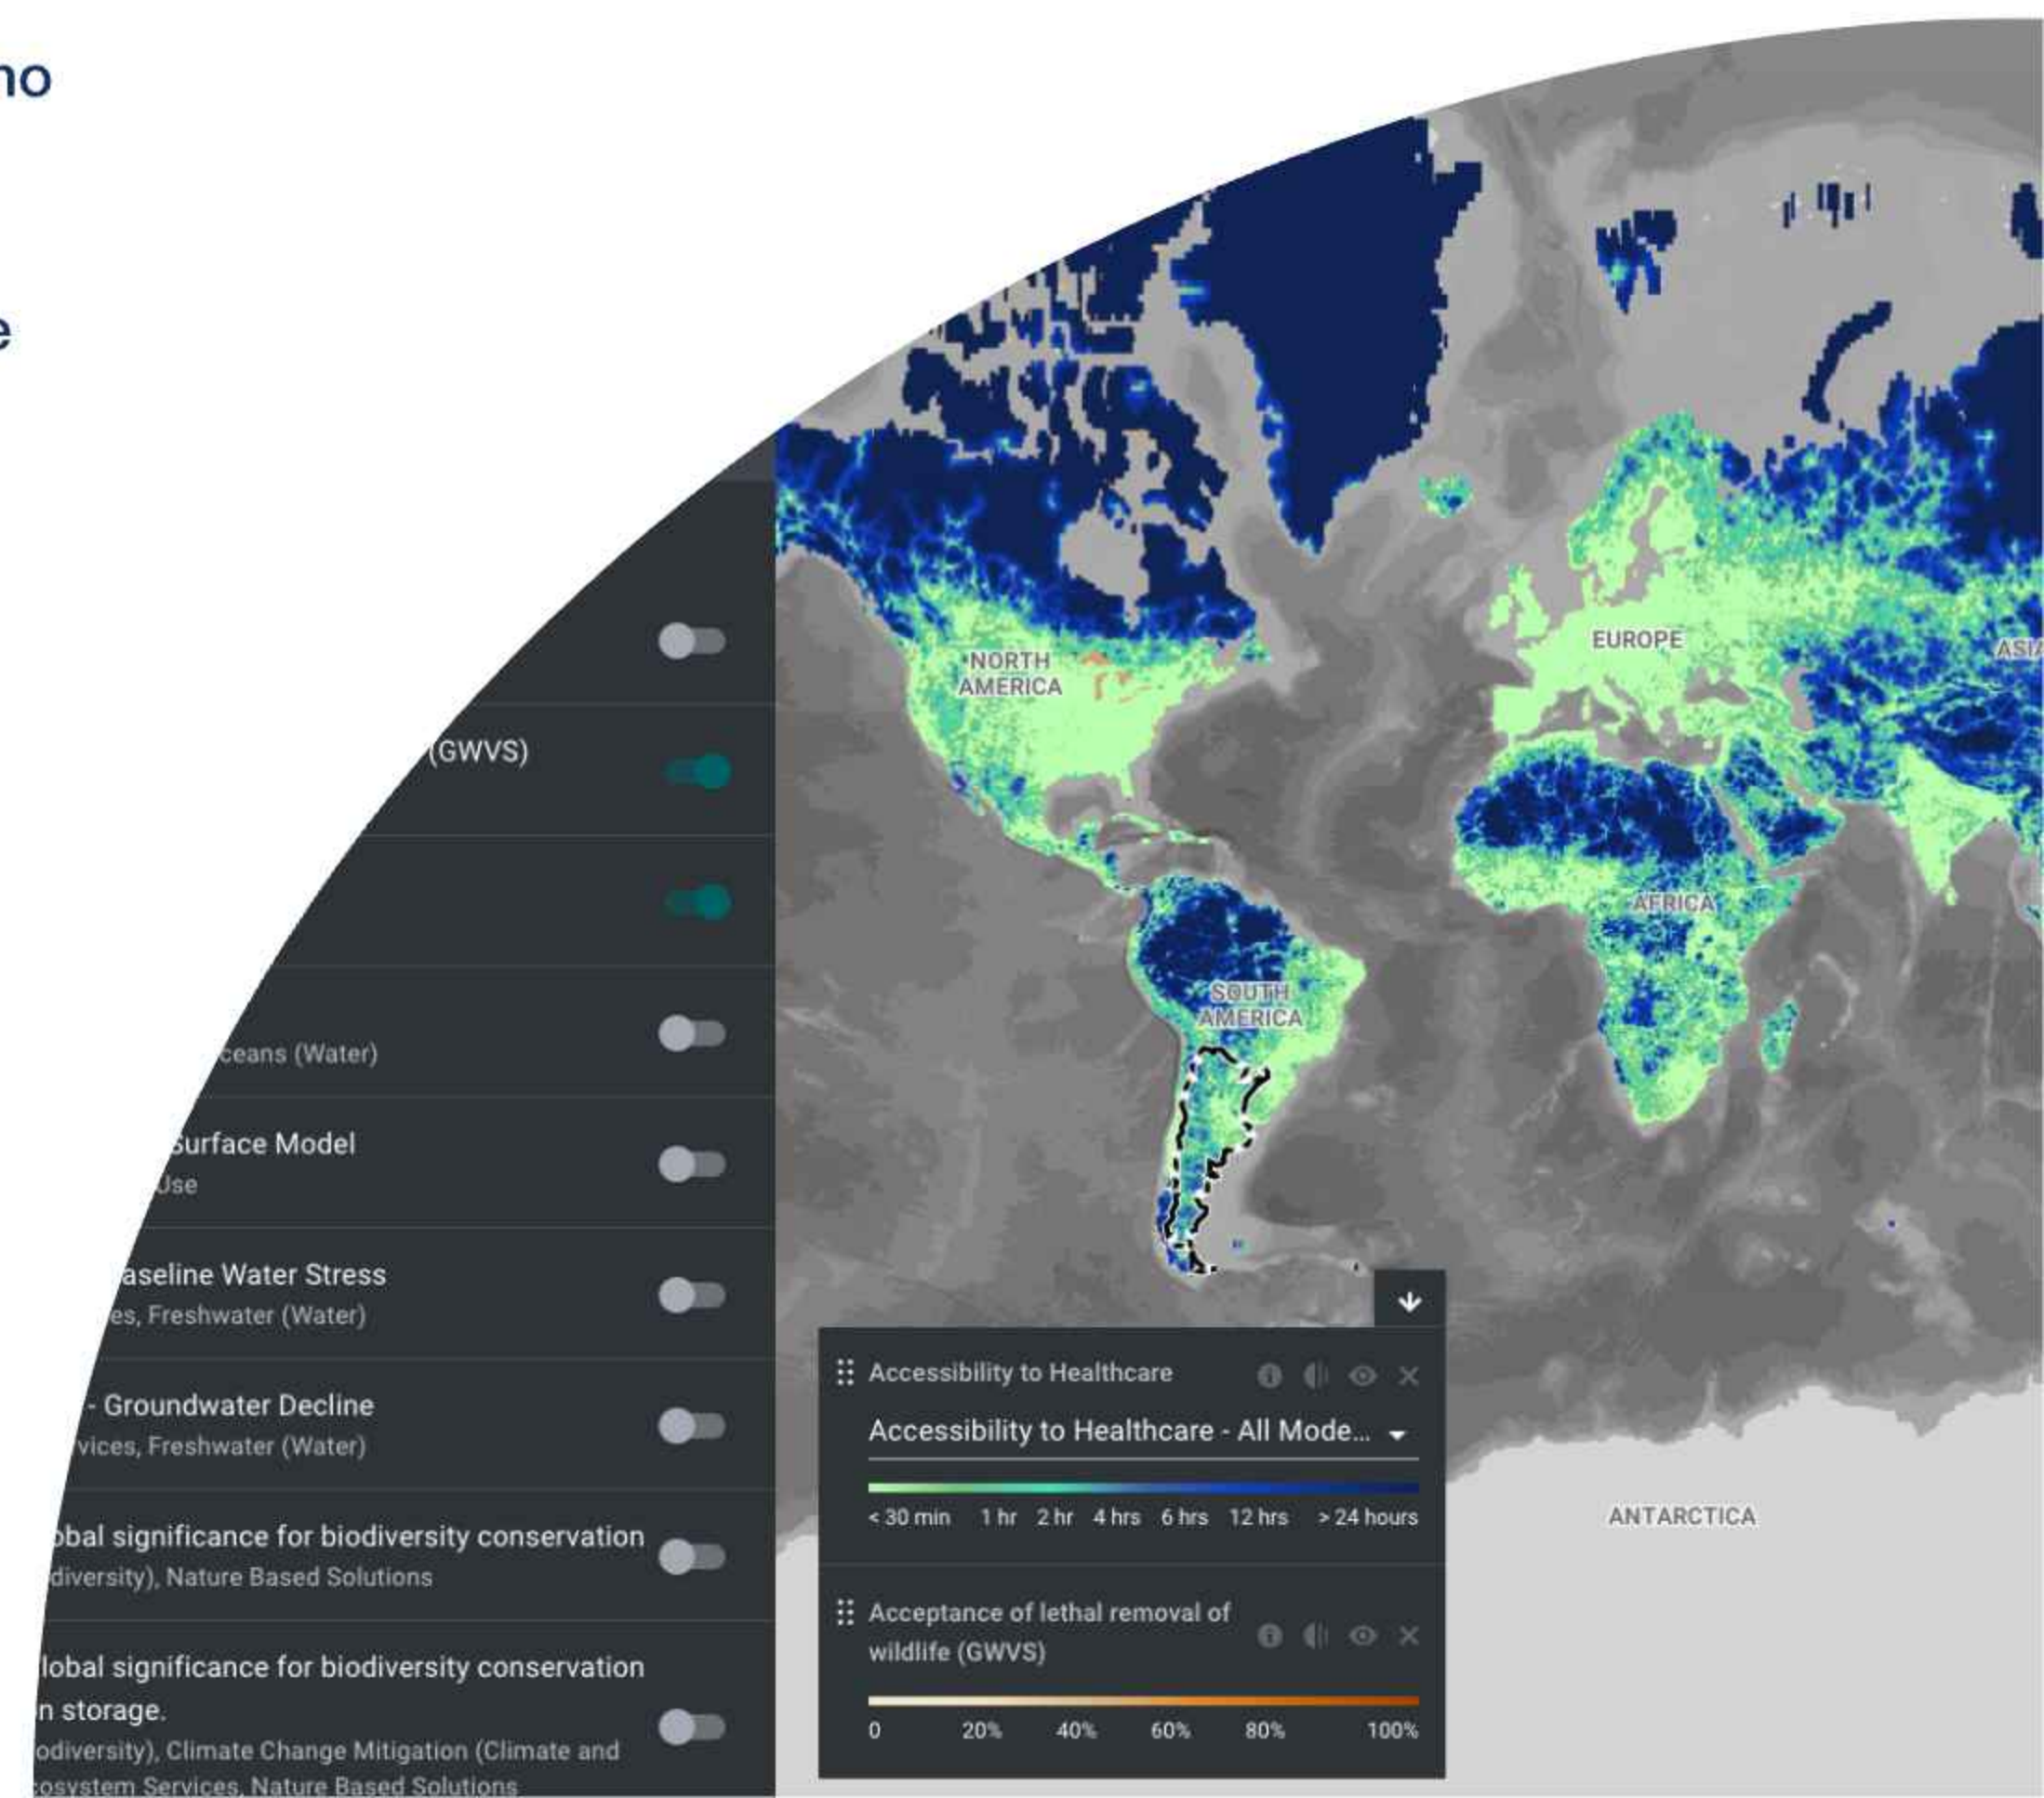 no
e
(GWVS)
ceans (Water)
Surface Model
Use
aseline Water Stress
es, Freshwater (Water)
- Groundwater Decline
vices, Freshwater (Water)
obal significance for biodiversity conservation
diversity), Nature Based Solutions
lobal significance for biodiversity conservation
n storage.
odiversity), Climate Change Mitigation (Climate and
cosystem Services, Nature Based Solutions
NORTH
AMERICA
EUROPE
ASIA
AFRICA
SOUTH
AMERICA
ANTARCTICA
Accessibility to Healthcare
Accessibility to Healthcare - All Mode...
< 30 min 1 hr 2 hr 4 hrs 6 hrs 12 hrs > 24 hours
Acceptance of lethal removal of
wildlife (GWVS)
0 20% 40% 60% 80% 100%